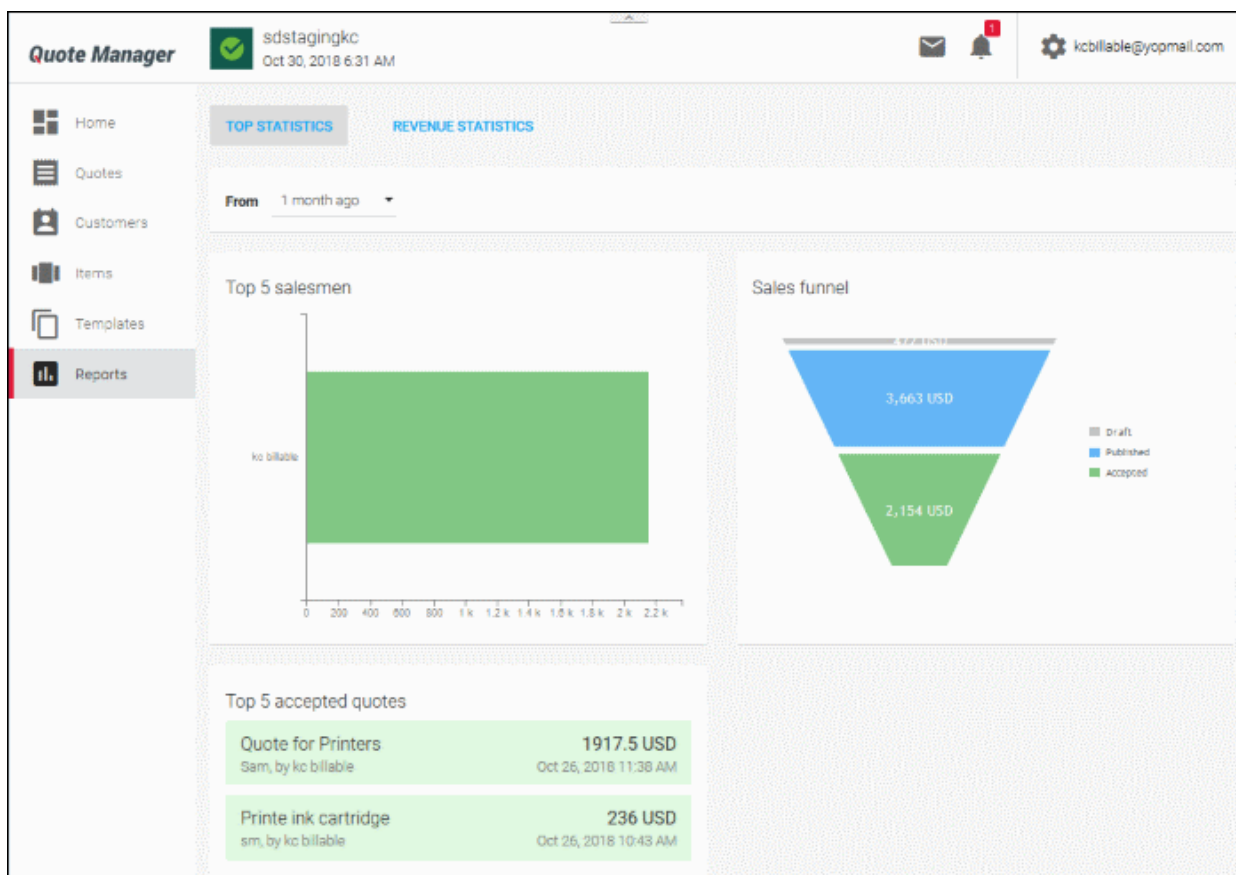 Quote Manager
sdstagingkc
Oct 30, 2018 6:31 AM
1
kcbillable@yopmail.com
Home
Quotes
Customers
Items
Templates
Reports
TOP STATISTICS
REVENUE STATISTICS
From 1 month ago
Top 5 salesmen
kc billable
0 200 400 600 800 1 k 1.2 k 1.4 k 1.6 k 1.8 k 2 k 2.2 k
Sales funnel
477 USD
3,663 USD
2,154 USD
Draft
Published
Accepted
Top 5 accepted quotes
Quote for Printers 1917.5 USD
Sam, by kc billable Oct 26, 2018 11:38 AM
Printe ink cartridge 236 USD
sm, by kc billable Oct 26, 2018 10:43 AM